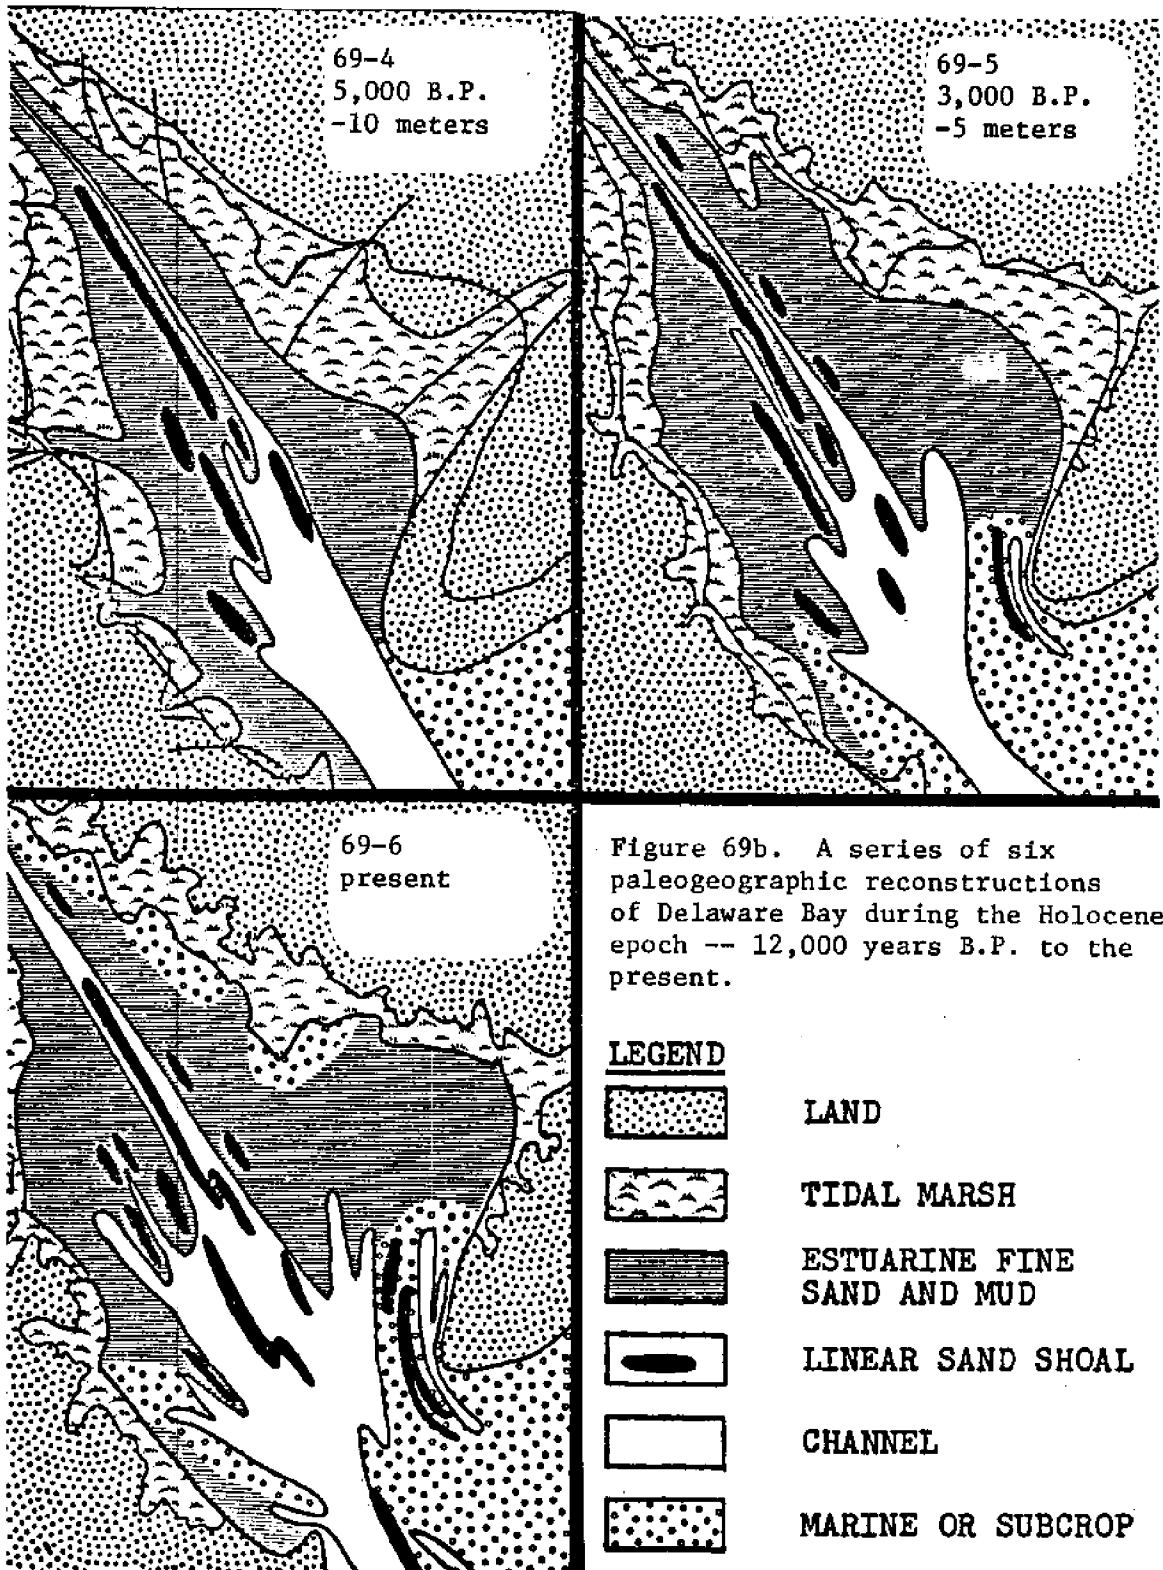 69-4
5,000 B.P.
-10 meters
69-5
3,000 B.P.
-5 meters
69-6
present
Figure 69b. A series of six
paleogeographic reconstructions
of Delaware Bay during the Holocene
epoch -- 12,000 years B.P. to the
present.
LEGEND
LAND
TIDAL MARSH
ESTUARINE FINE
SAND AND MUD
LINEAR SAND SHOAL
CHANNEL
MARINE OR SUBCROP